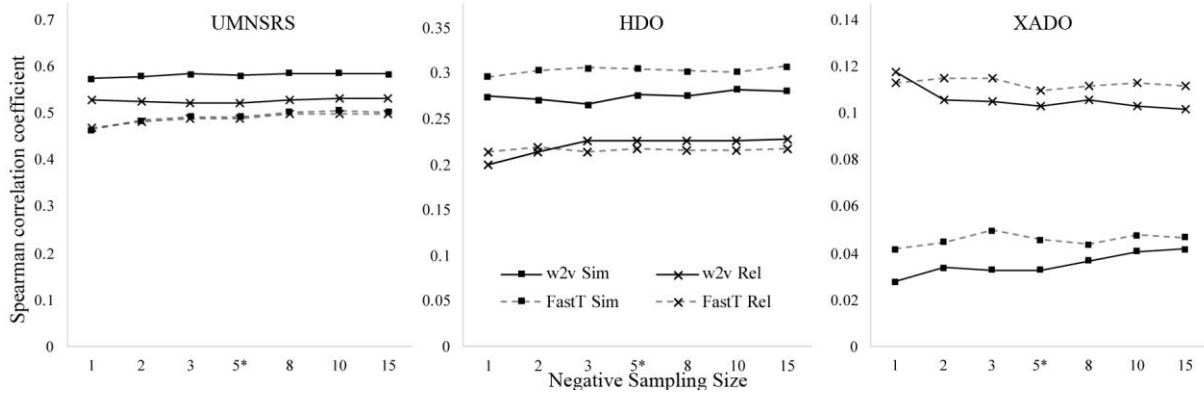 UMNSRS
HDO
XADO
Spearman correlation coefficient
0.7
0.6
0.5
0.4
0.3
0.2
0.1
0
1 2 3 5* 8 10 15
0.35
0.3
0.25
0.2
0.15
0.1
0.05
0
w2v Sim w2v Rel
FastT Sim FastT Rel
1 2 3 5* 8 10 15
0.14
0.12
0.1
0.08
0.06
0.04
0.02
0
1 2 3 5* 8 10 15
Negative Sampling Size